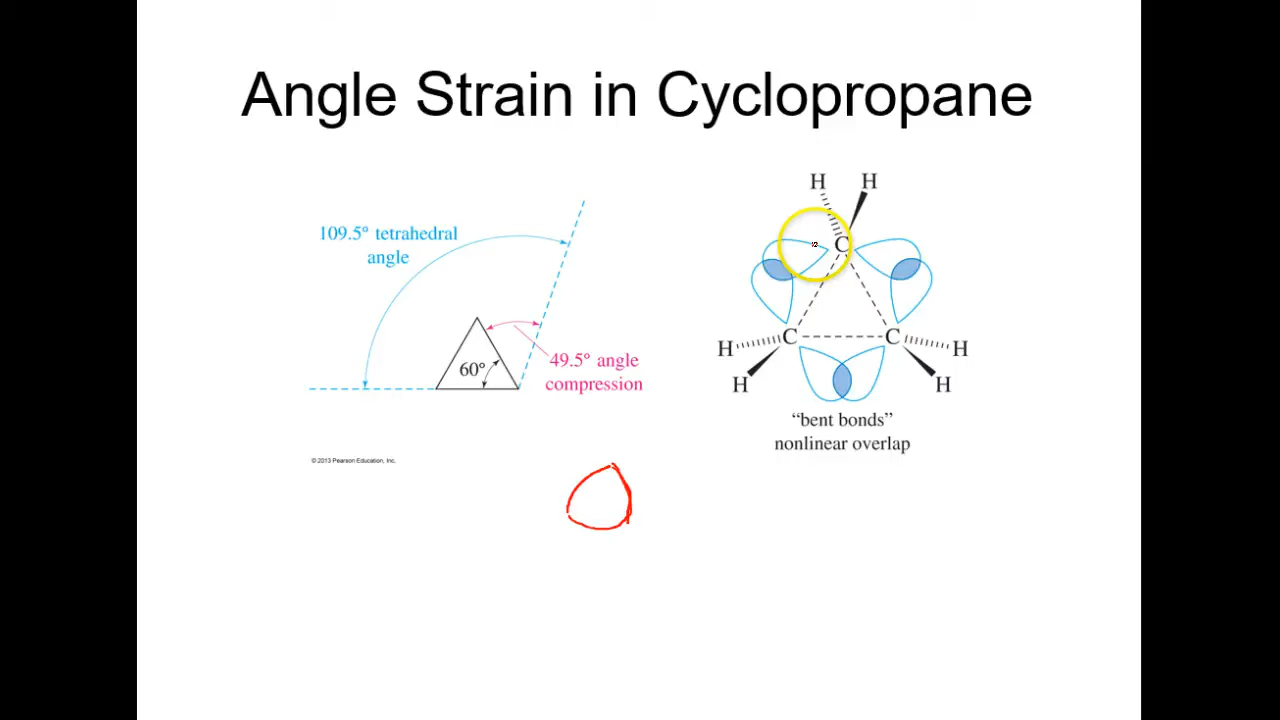 Angle Strain in Cyclopropane
109.5° tetrahedral
angle
60°
49.5° angle
compression
© 2013 Pearson Education, Inc.
H H
C
H C C H
H H
“bent bonds”
nonlinear overlap